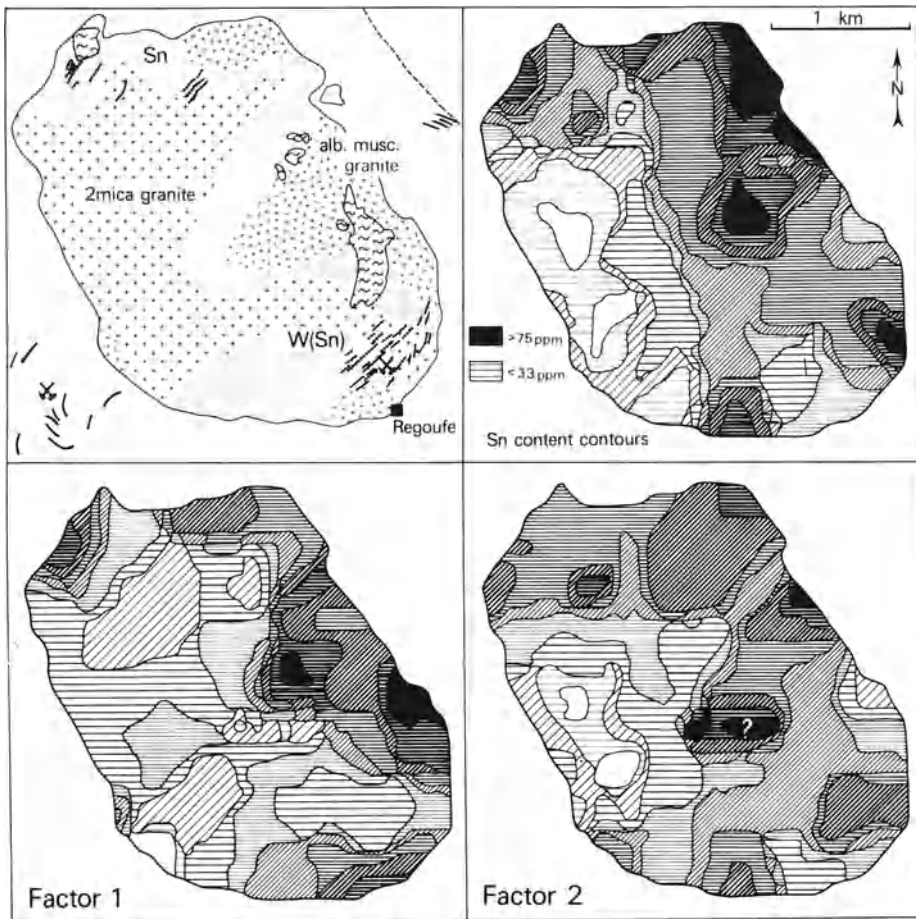 Sn
2mica granite
alb. musc.
granite
W(Sn)
Regoufe
1 km
N
>75 ppm
<33 ppm
Sn content contours
Factor 1
?
Factor 2